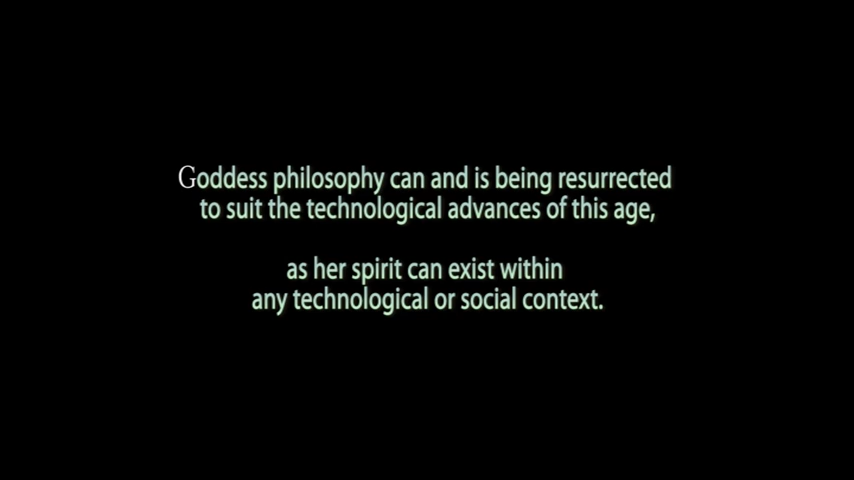 Goddess philosophy can and is being resurrected
to suit the technological advances of this age,
as her spirit can exist within
any technological or social context.